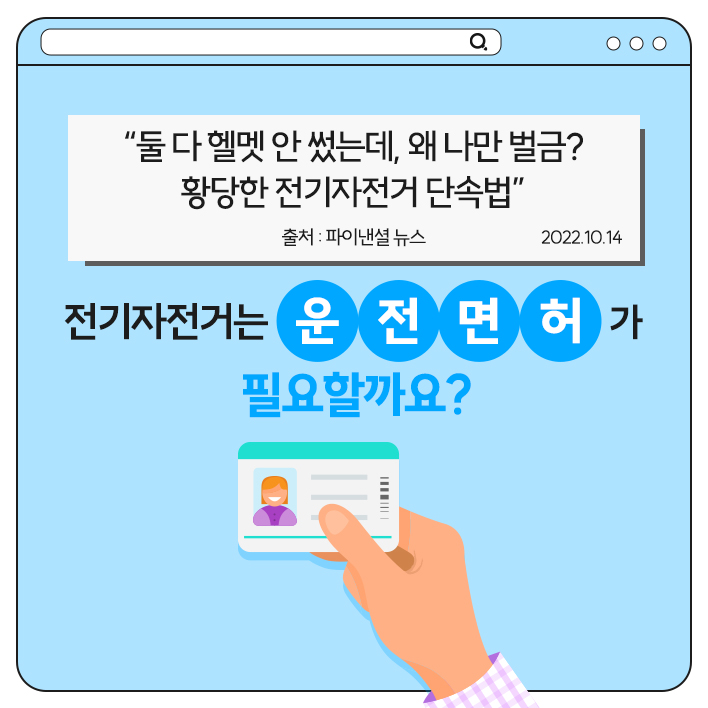 “둘 다 헬멧 안 썼는데, 왜 나만 벌금?
황당한 전기자전거 단속법”
출처 : 파이낸셜 뉴스 2022.10.14
전기자전거는 운전면허가
필요할까요?